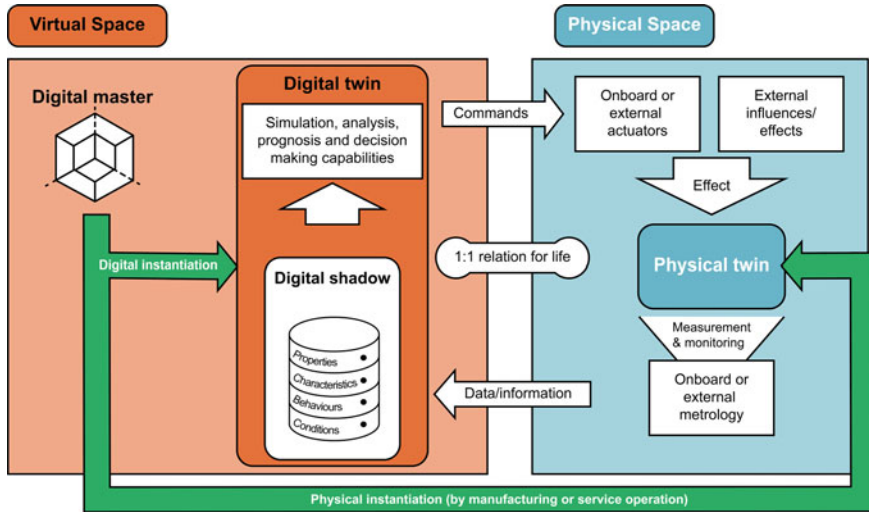 Virtual Space
Physical Space
Digital master
Digital twin
Simulation, analysis,
prognosis and decision
making capabilities
Commands
Onboard or
external
actuators
External
influences/
effects
Effect
Digital instantiation
1:1 relation for life
Physical twin
Digital shadow
Properties
Characteristics
Behaviours
Conditions
Data/information
Measurement
& monitoring
Onboard or
external
metrology
Physical instantiation (by manufacturing or service operation)